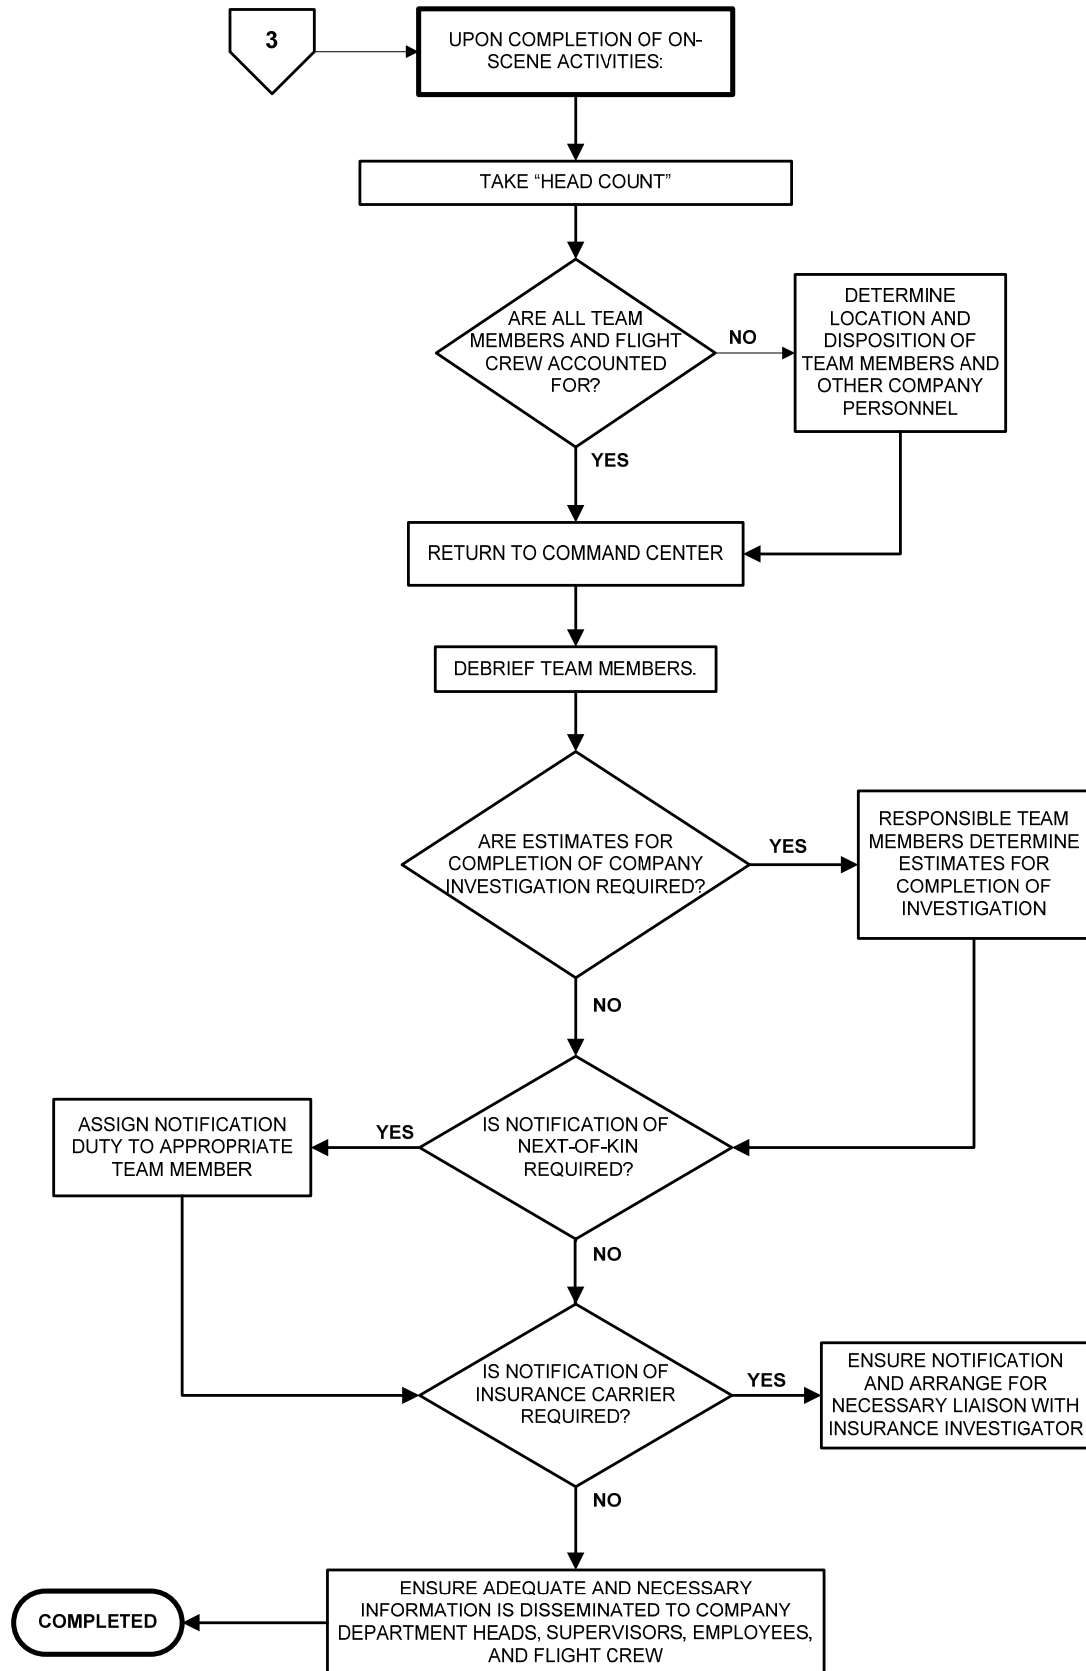 3
UPON COMPLETION OF ON-
SCENE ACTIVITIES:
TAKE “HEAD COUNT”
ARE ALL TEAM
MEMBERS AND FLIGHT
CREW ACCOUNTED
FOR?
NO
DETERMINE
LOCATION AND
DISPOSITION OF
TEAM MEMBERS AND
OTHER COMPANY
PERSONNEL
YES
RETURN TO COMMAND CENTER
DEBRIEF TEAM MEMBERS.
ARE ESTIMATES FOR
COMPLETION OF COMPANY
INVESTIGATION REQUIRED?
YES
RESPONSIBLE TEAM
MEMBERS DETERMINE
ESTIMATES FOR
COMPLETION OF
INVESTIGATION
NO
IS NOTIFICATION OF
NEXT-OF-KIN
REQUIRED?
YES
ASSIGN NOTIFICATION
DUTY TO APPROPRIATE
TEAM MEMBER
NO
IS NOTIFICATION OF
INSURANCE CARRIER
REQUIRED?
YES
ENSURE NOTIFICATION
AND ARRANGE FOR
NECESSARY LIAISON WITH
INSURANCE INVESTIGATOR
NO
ENSURE ADEQUATE AND NECESSARY
INFORMATION IS DISSEMINATED TO COMPANY
DEPARTMENT HEADS, SUPERVISORS, EMPLOYEES,
AND FLIGHT CREW
COMPLETED